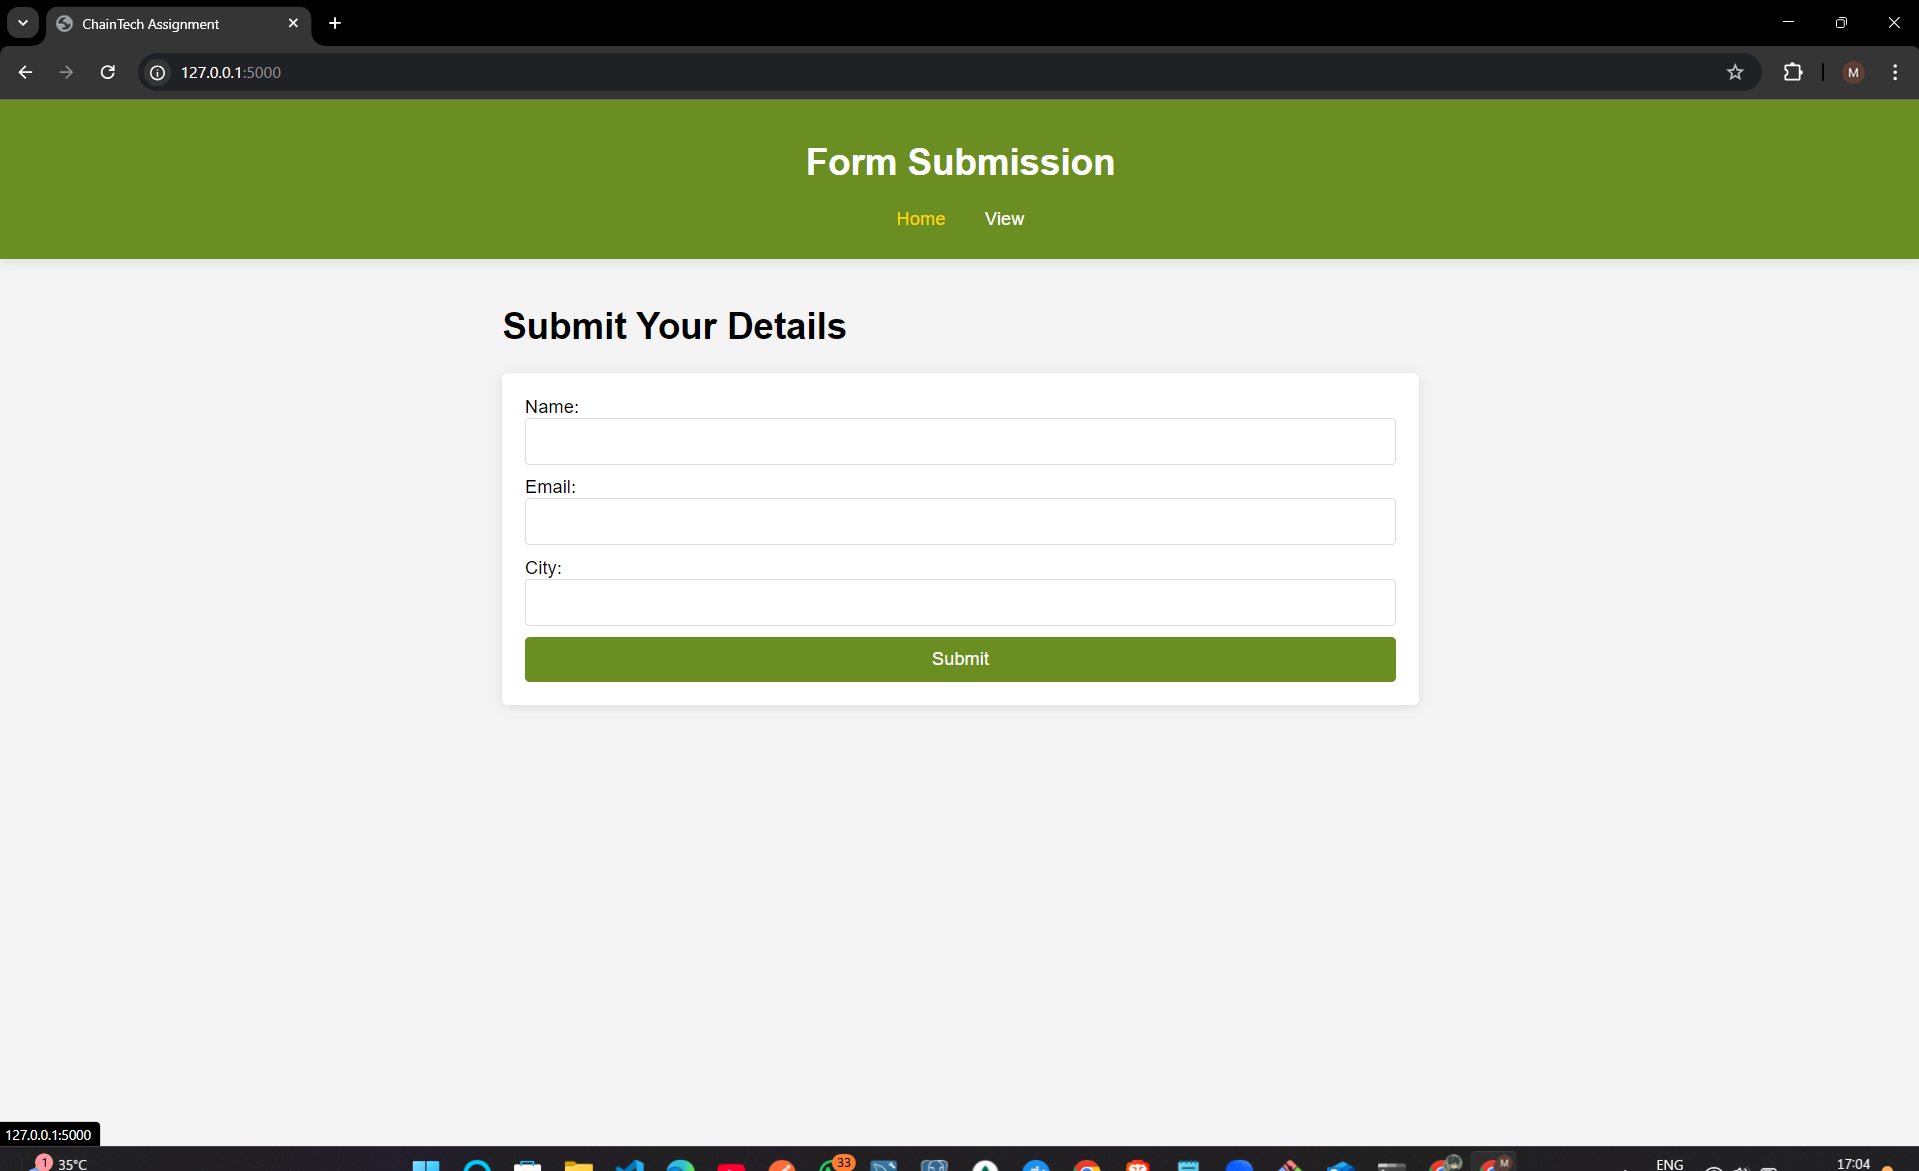 ChainTech Assignment
127.0.0.1:5000
M
Form Submission
Home View
Submit Your Details
Name:
Email:
City:
Submit
127.0.0.1:5000
1 35°C
33
M
ENG
17:04